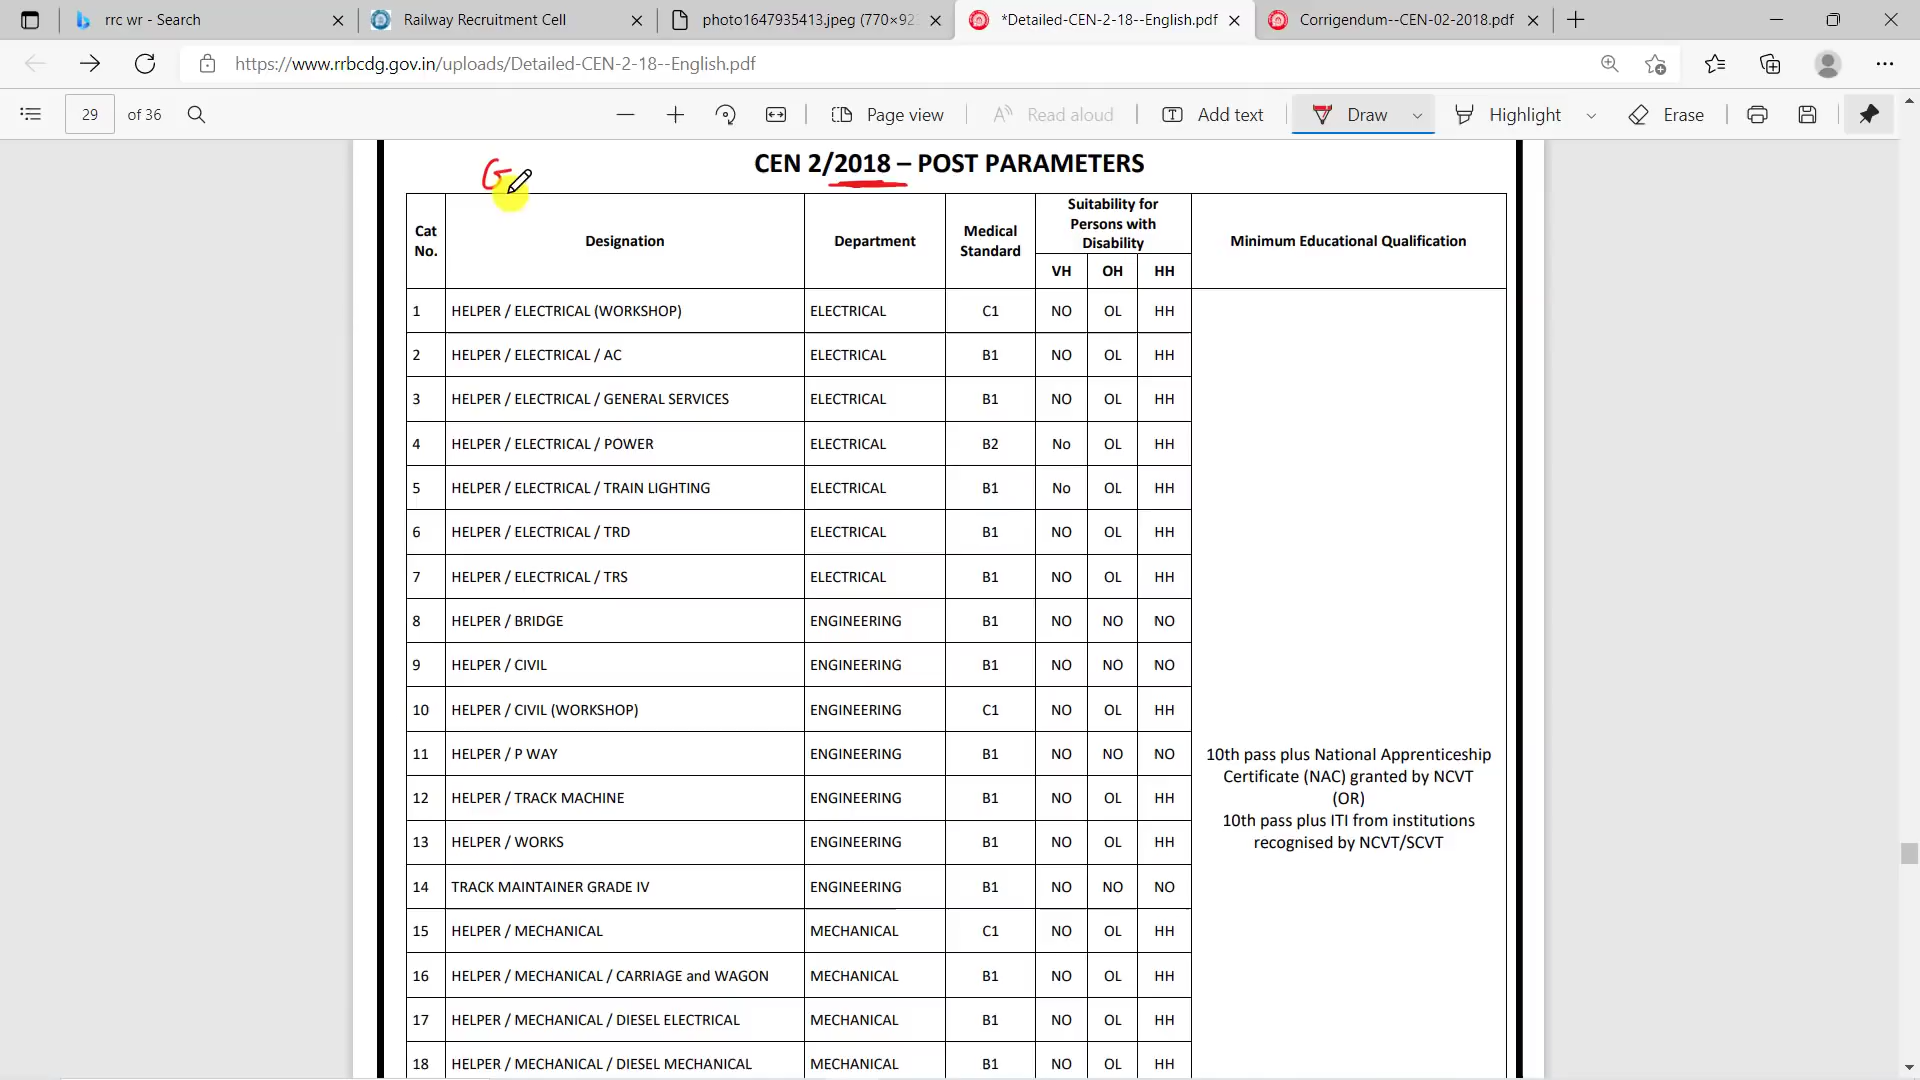 rrc wr - Search
Railway Recruitment Cell
photo1647935413.jpeg (770×92
*Detailed-CEN-2-18--English.pdf
Corrigendum--CEN-02-2018.pdf
https://www.rrbcdg.gov.in/uploads/Detailed-CEN-2-18--English.pdf
29 of 36 Page view Read aloud Add text Draw Highlight Erase
CEN 2/2018 – POST PARAMETERS
G
Cat No. Designation Department Medical Standard Suitability for Persons with Disability Minimum Educational Qualification
VH OH HH
1 HELPER / ELECTRICAL (WORKSHOP) ELECTRICAL C1 NO OL HH
2 HELPER / ELECTRICAL / AC ELECTRICAL B1 NO OL HH
3 HELPER / ELECTRICAL / GENERAL SERVICES ELECTRICAL B1 NO OL HH
4 HELPER / ELECTRICAL / POWER ELECTRICAL B2 No OL HH
5 HELPER / ELECTRICAL / TRAIN LIGHTING ELECTRICAL B1 No OL HH
6 HELPER / ELECTRICAL / TRD ELECTRICAL B1 NO OL HH
7 HELPER / ELECTRICAL / TRS ELECTRICAL B1 NO OL HH
8 HELPER / BRIDGE ENGINEERING B1 NO NO NO
9 HELPER / CIVIL ENGINEERING B1 NO NO NO
10 HELPER / CIVIL (WORKSHOP) ENGINEERING C1 NO OL HH
11 HELPER / P WAY ENGINEERING B1 NO NO NO
12 HELPER / TRACK MACHINE ENGINEERING B1 NO OL HH
13 HELPER / WORKS ENGINEERING B1 NO OL HH
14 TRACK MAINTAINER GRADE IV ENGINEERING B1 NO NO NO
15 HELPER / MECHANICAL MECHANICAL C1 NO OL HH
16 HELPER / MECHANICAL / CARRIAGE and WAGON MECHANICAL B1 NO OL HH
17 HELPER / MECHANICAL / DIESEL ELECTRICAL MECHANICAL B1 NO OL HH
18 HELPER / MECHANICAL / DIESEL MECHANICAL MECHANICAL B1 NO OL HH
10th pass plus National Apprenticeship
Certificate (NAC) granted by NCVT
(OR)
10th pass plus ITI from institutions
recognised by NCVT/SCVT